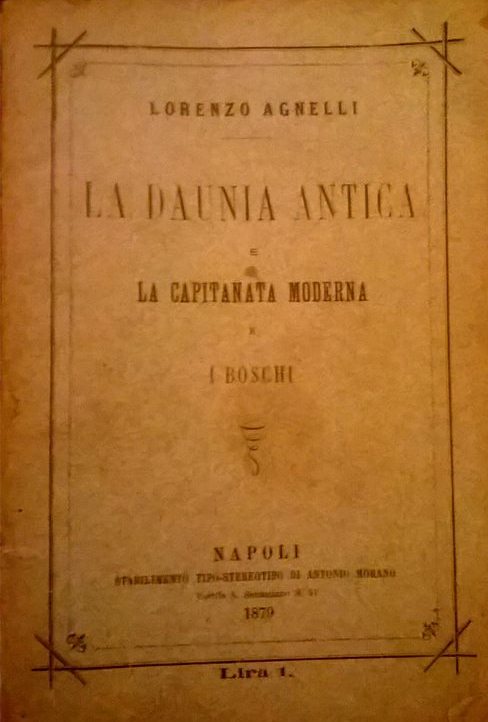 LORENZO AGNELLI
LA DAUNIA ANTICA
E
LA CAPITANATA MODERNA
E
I BOSCHI
NAPOLI
STABILIMENTO TIPO-STEREOTIPO DI ANTONIO MORANO
S. N.
1879
Lira 1.